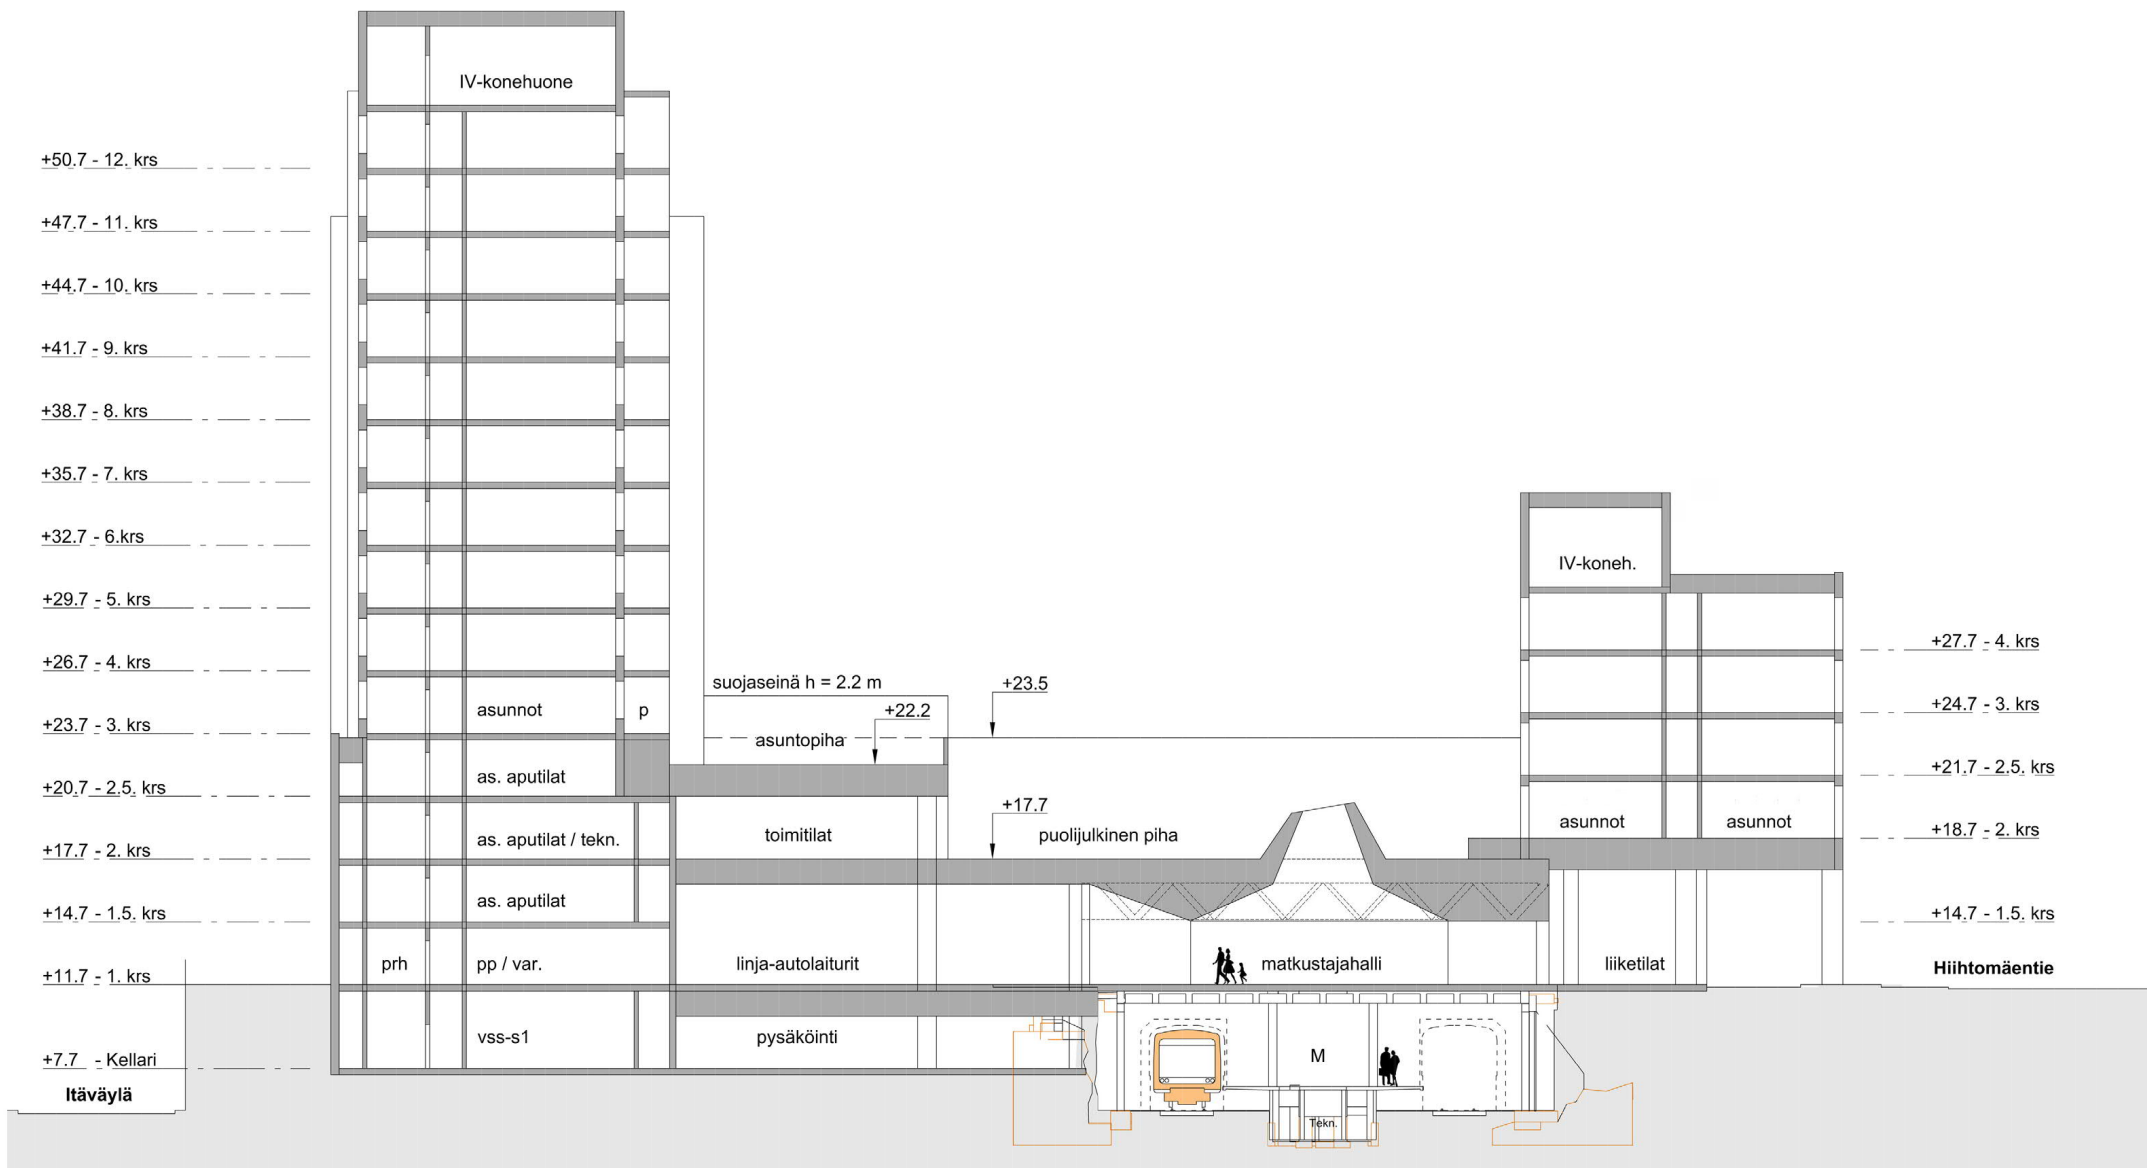 IV-konehuone
+50.7 - 12. krs
+47.7 - 11. krs
+44.7 - 10. krs
+41.7 - 9. krs
+38.7 - 8. krs
+35.7 - 7. krs
+32.7 - 6.krs
IV-koneh.
+29.7 - 5. krs
+27.7 - 4. krs
+26.7 - 4. krs
suojaseinä h = 2.2 m
+23.5
asunnot
p
+22.2
+24.7 - 3. krs
+23.7 - 3. krs
asuntopiha
+21.7 - 2.5. krs
as. aputilat
+20.7 - 2.5. krs
+17.7
asunnot
asunnot
+18.7 - 2. krs
as. aputilat / tekn.
toimitilat
puolijulkinen piha
+17.7 - 2. krs
as. aputilat
+14.7 - 1.5. krs
+14.7 - 1.5. krs
prh
pp / var.
linja-autolaiturit
matkustajahalli
liiketilat
Hiihtomäentie
+11.7 - 1. krs
vss-s1
pysäköinti
M
+7.7 - Kellari
Itäväylä
Tekn.